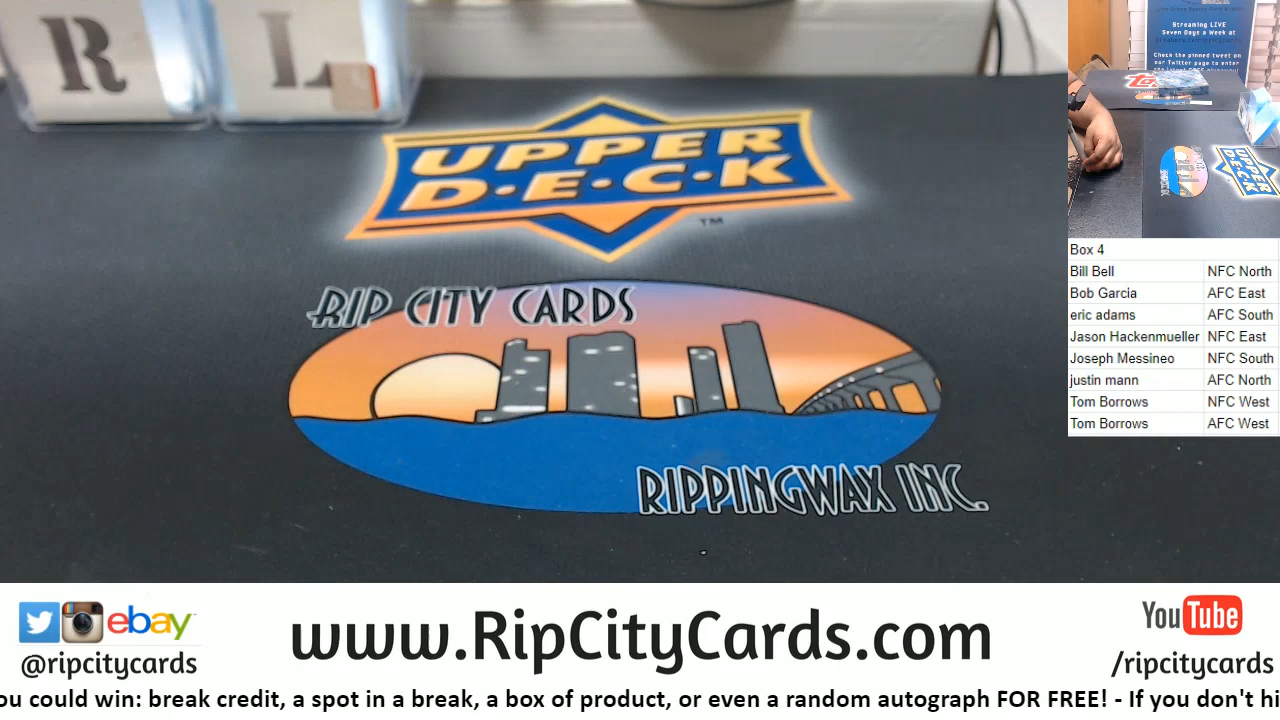 R L
UPPER
D·E·C·K
TM
RIP CITY CARDS
RIPPINGWAX INC.
Streaming LIVE
Seven Days a Week at
Check the pinned tweet on
our Twitter page to enter
UPPER
DECK
Box 4
Bill Bell NFC North
Bob Garcia AFC East
eric adams AFC South
Jason Hackenmueller NFC East
Joseph Messineo NFC South
justin mann AFC North
Tom Borrows NFC West
Tom Borrows AFC West
ebay
@ripcitycards
www.RipCityCards.com
YouTube
/ripcitycards
ou could win: break credit, a spot in a break, a box of product, or even a random autograph FOR FREE! - If you don't hi